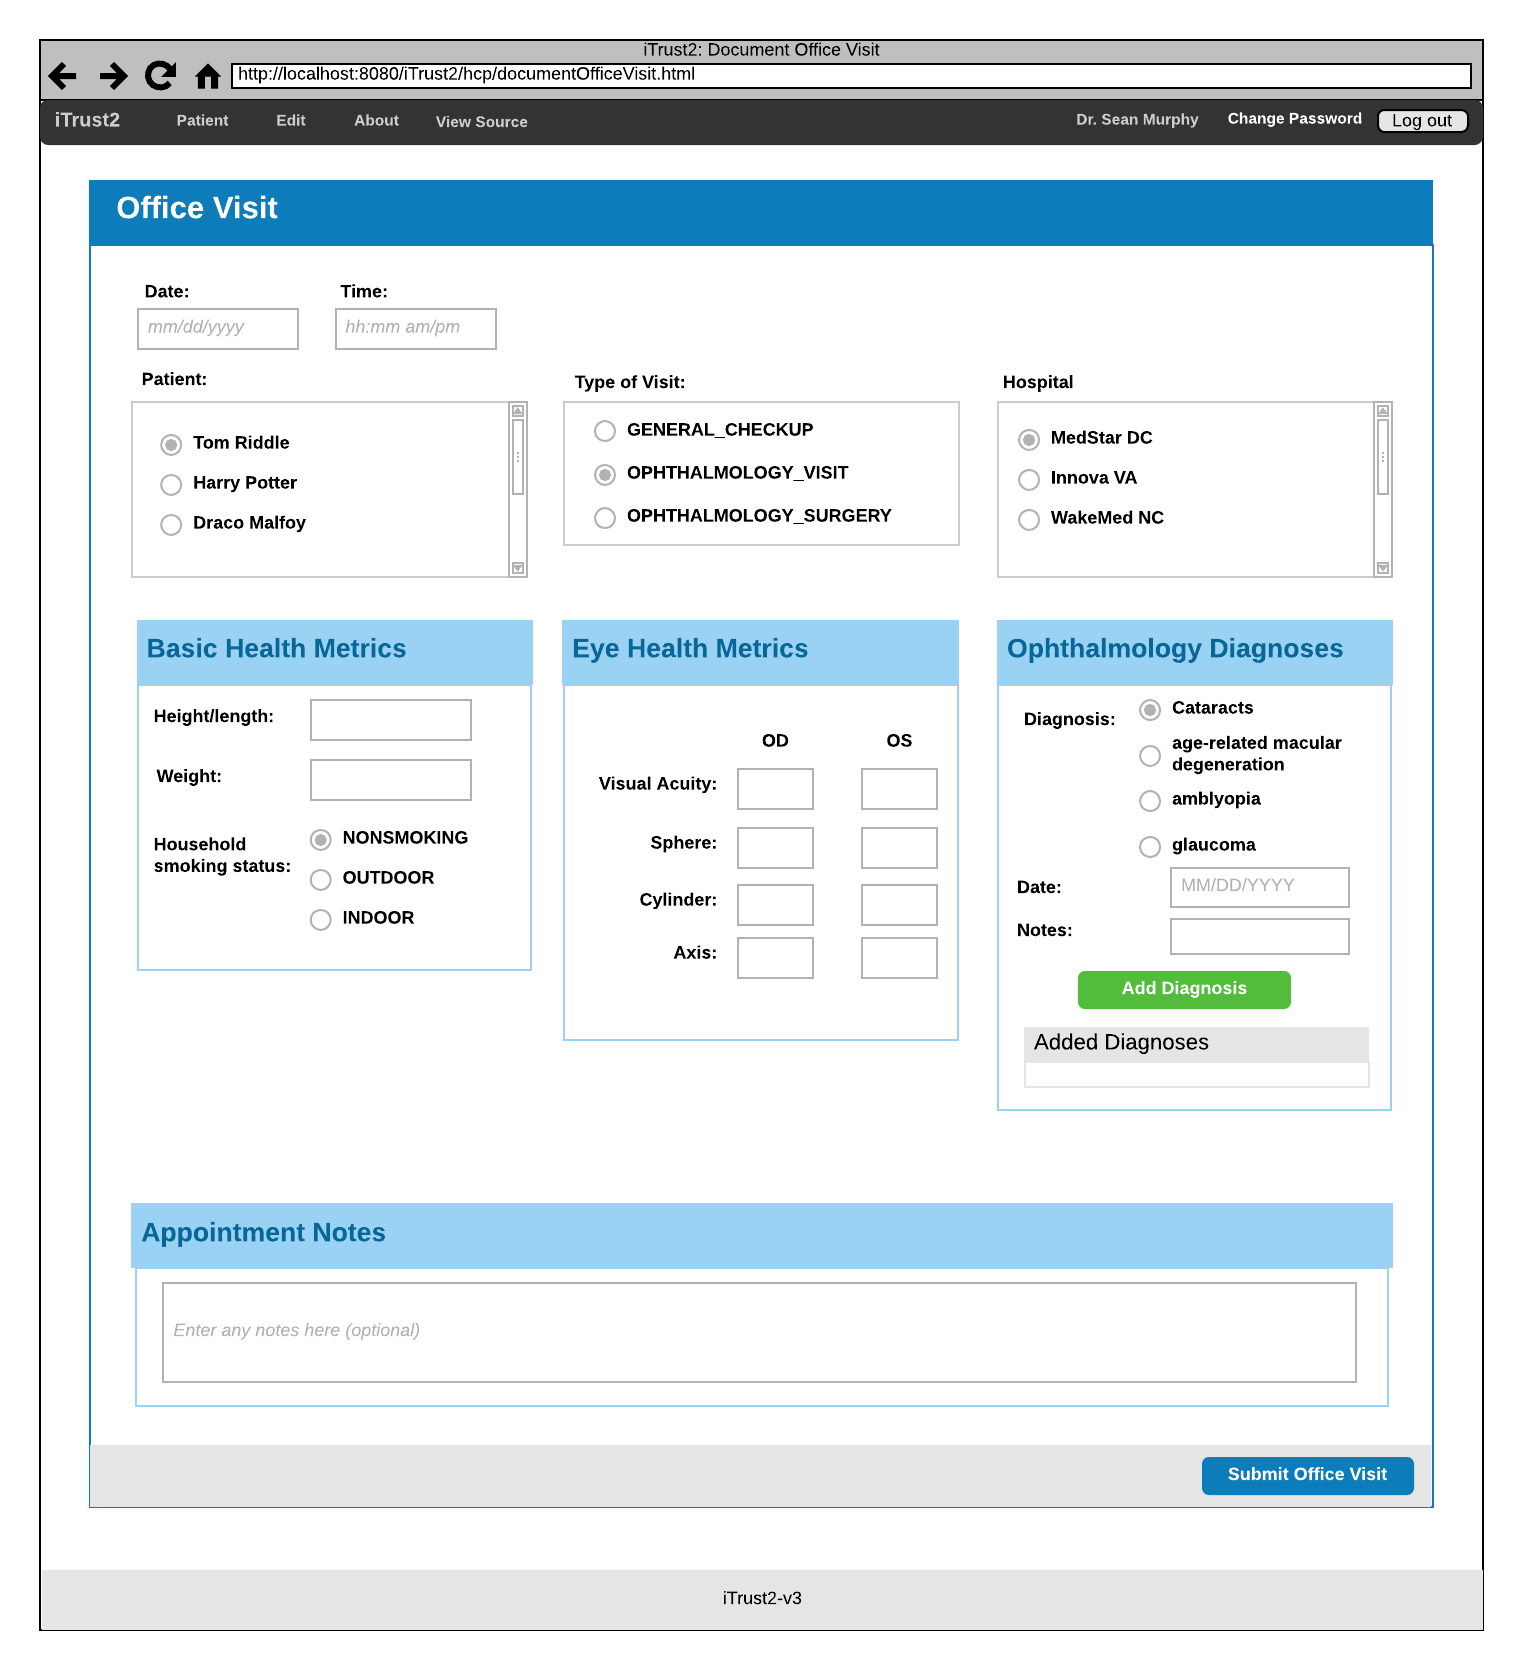 iTrust2: Document Office Visit
http://localhost:8080/iTrust2/hcp/documentOfficeVisit.html
iTrust2 Patient Edit About View Source Dr. Sean Murphy Change Password Log out
Office Visit
Date: Time:
mm/dd/yyyy hh:mm am/pm
Patient:
Tom Riddle
Harry Potter
Draco Malfoy
Type of Visit:
GENERAL_CHECKUP
OPHTHALMOLOGY_VISIT
OPHTHALMOLOGY_SURGERY
Hospital
MedStar DC
Innova VA
WakeMed NC
Basic Health Metrics
Height/length:
Weight:
Household
smoking status:
NONSMOKING
OUTDOOR
INDOOR
Eye Health Metrics
OD OS
Visual Acuity:
Sphere:
Cylinder:
Axis:
Ophthalmology Diagnoses
Diagnosis:
Cataracts
age-related macular
degeneration
amblyopia
glaucoma
Date: MM/DD/YYYY
Notes:
Add Diagnosis
Added Diagnoses
Appointment Notes
Enter any notes here (optional)
Submit Office Visit
iTrust2-v3